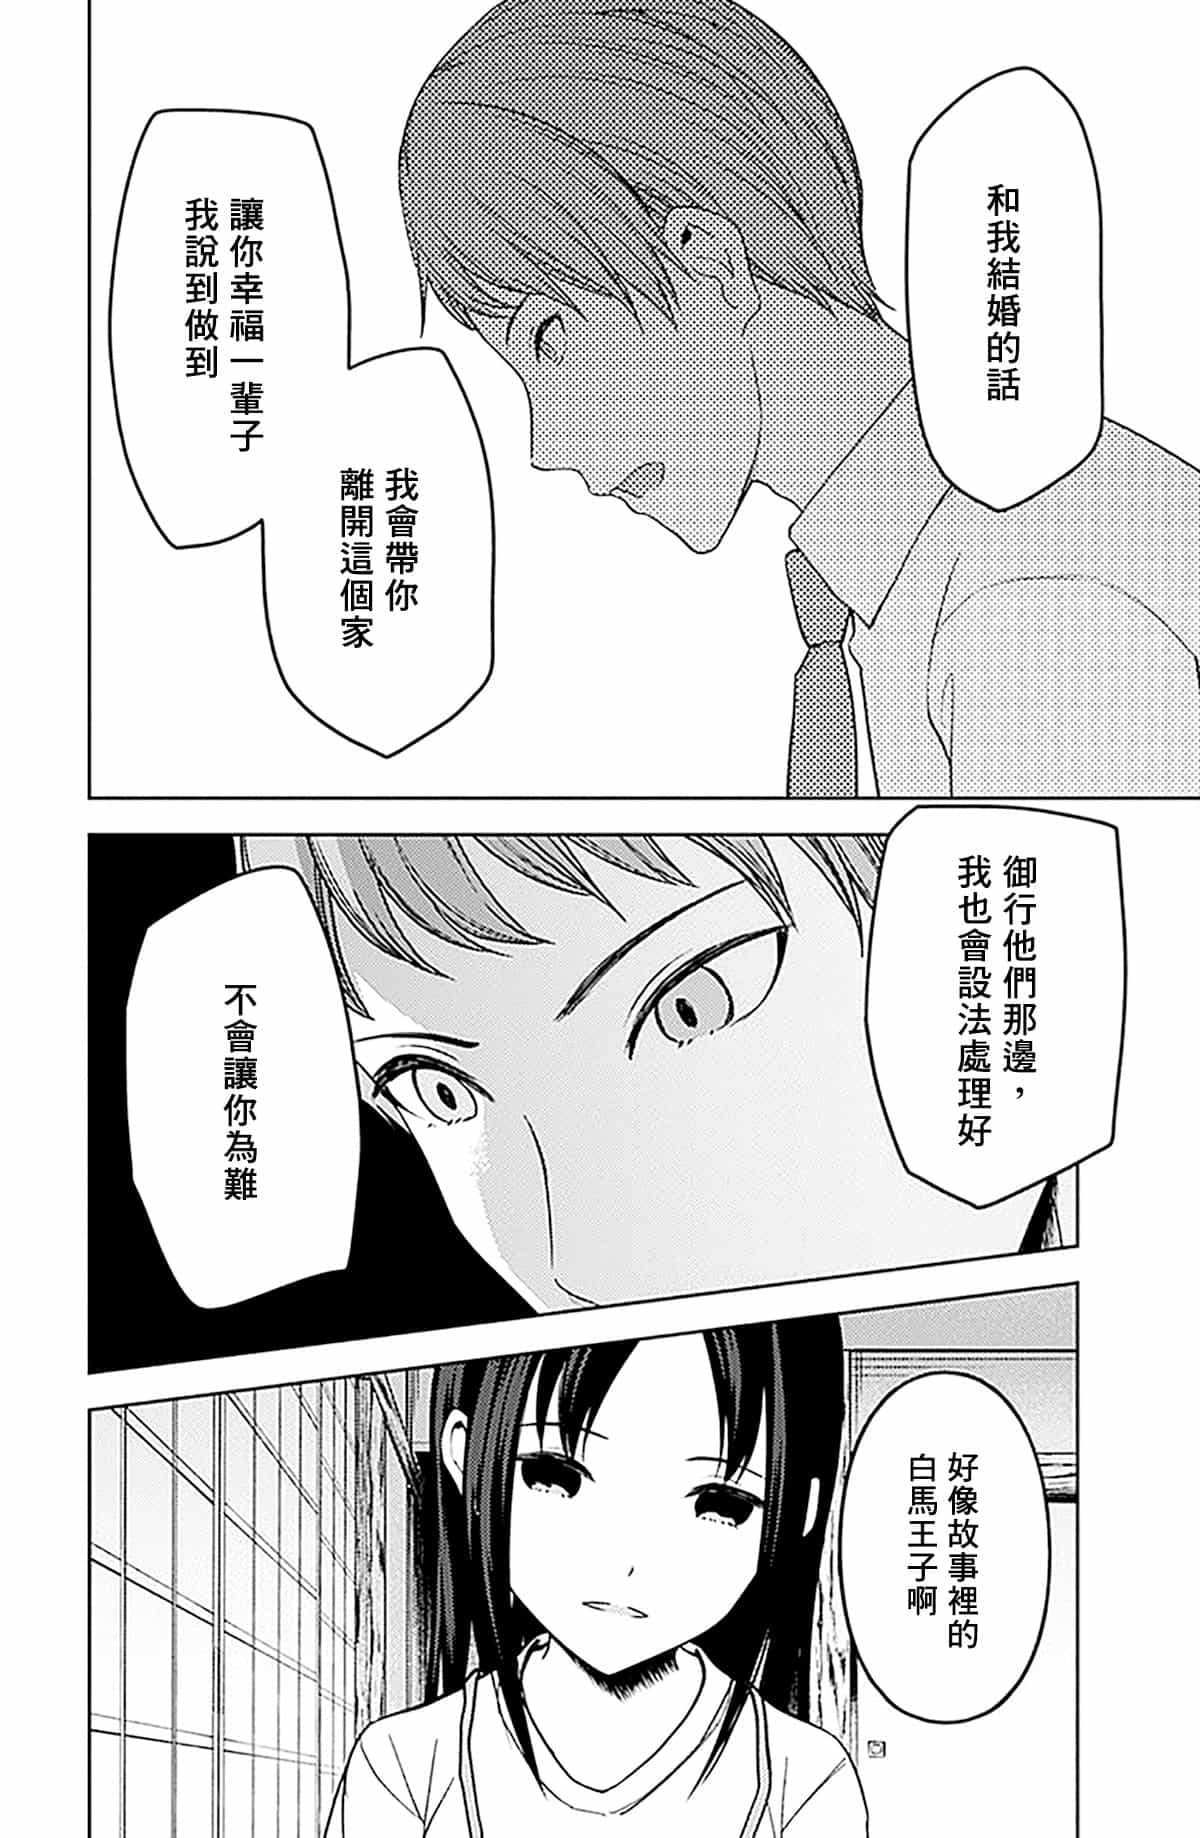 和我結婚的話
我會帶你
離開這個家
讓你幸福一輩子
我說到做到
御行他們那邊，
我也會設法處理好
不會讓你為難
好像故事裡的
白馬王子啊